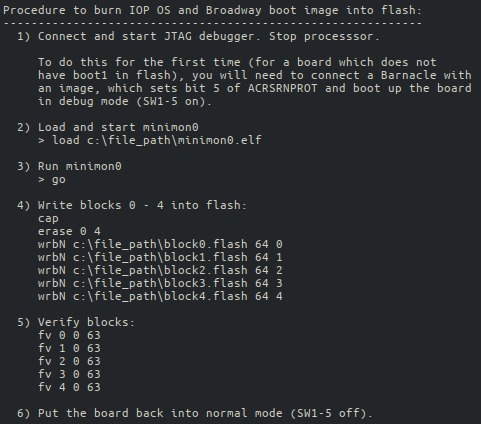 Procedure to burn IOP OS and Broadway boot image into flash:
------------------------------------------------------------
1) Connect and start JTAG debugger. Stop processsor.
To do this for the first time (for a board which does not
have boot1 in flash), you will need to connect a Barnacle with
an image, which sets bit 5 of ACRSRNPROT and boot up the board
in debug mode (SW1-5 on).
2) Load and start minimon0
> load c:\file_path\minimon0.elf
3) Run minimon0
> go
4) Write blocks 0 - 4 into flash:
cap
erase 0 4
wrbN c:\file_path\block0.flash 64 0
wrbN c:\file_path\block1.flash 64 1
wrbN c:\file_path\block2.flash 64 2
wrbN c:\file_path\block3.flash 64 3
wrbN c:\file_path\block4.flash 64 4
5) Verify blocks:
fv 0 0 63
fv 1 0 63
fv 2 0 63
fv 3 0 63
fv 4 0 63
6) Put the board back into normal mode (SW1-5 off).